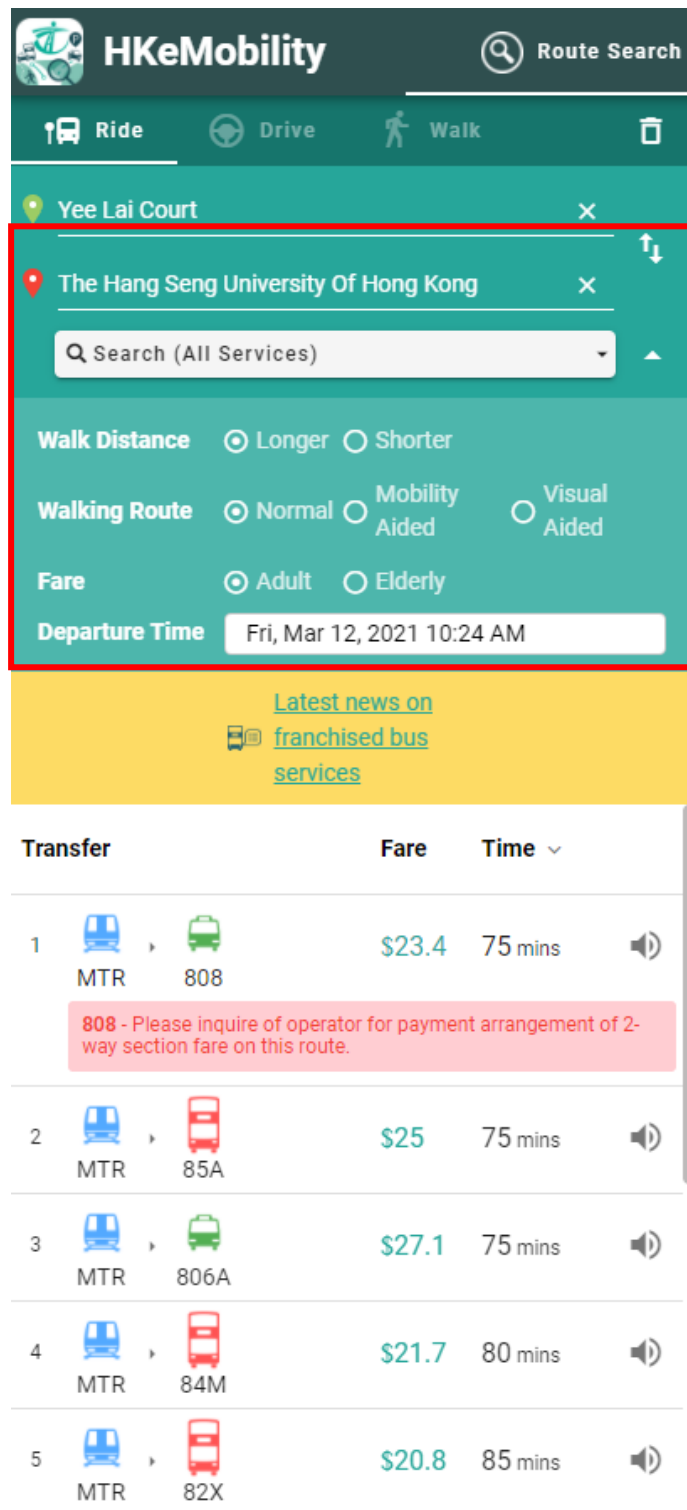 HKeMobility
Route Search
Ride Drive Walk
Yee Lai Court
The Hang Seng University Of Hong Kong
Search (All Services)
Walk Distance Longer Shorter
Walking Route Normal Mobility Aided Visual Aided
Fare Adult Elderly
Departure Time Fri, Mar 12, 2021 10:24 AM
Latest news on
franchised bus
services
Transfer Fare Time
1 $23.4 75 mins
MTR 808
808 - Please inquire of operator for payment arrangement of 2-
way section fare on this route.
2 $25 75 mins
MTR 85A
3 $27.1 75 mins
MTR 806A
4 $21.7 80 mins
MTR 84M
5 $20.8 85 mins
MTR 82X